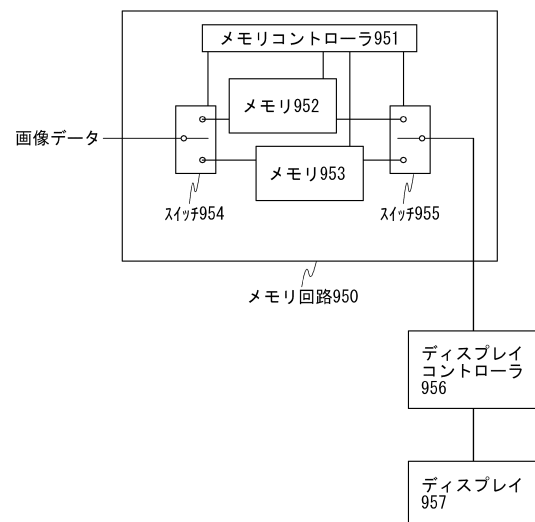 メモリコントローラ951
メモリ952
画像データ
メモリ953
スイッチ954
スイッチ955
メモリ回路950
ディスプレイ
コントローラ
956
ディスプレイ
957